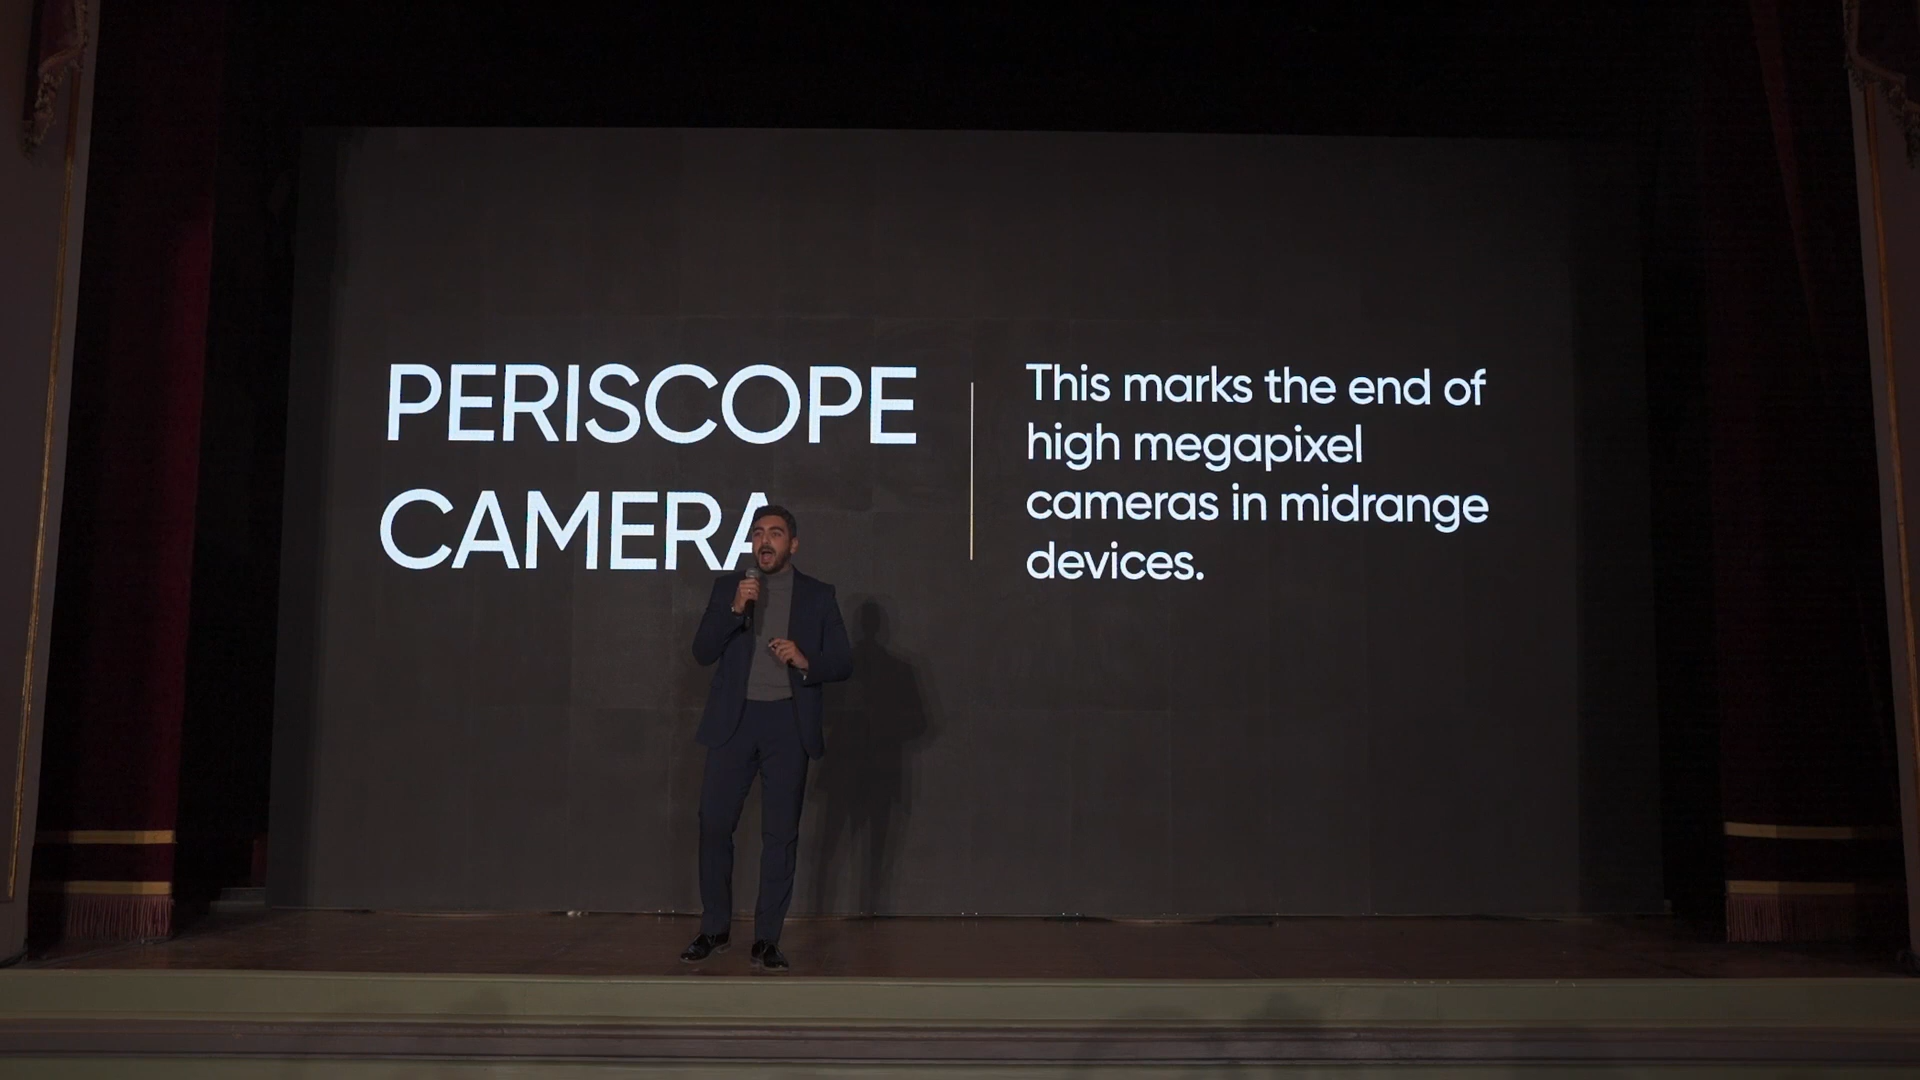 PERISCOPE
CAMERA
This marks the end of
high megapixel
cameras in midrange
devices.